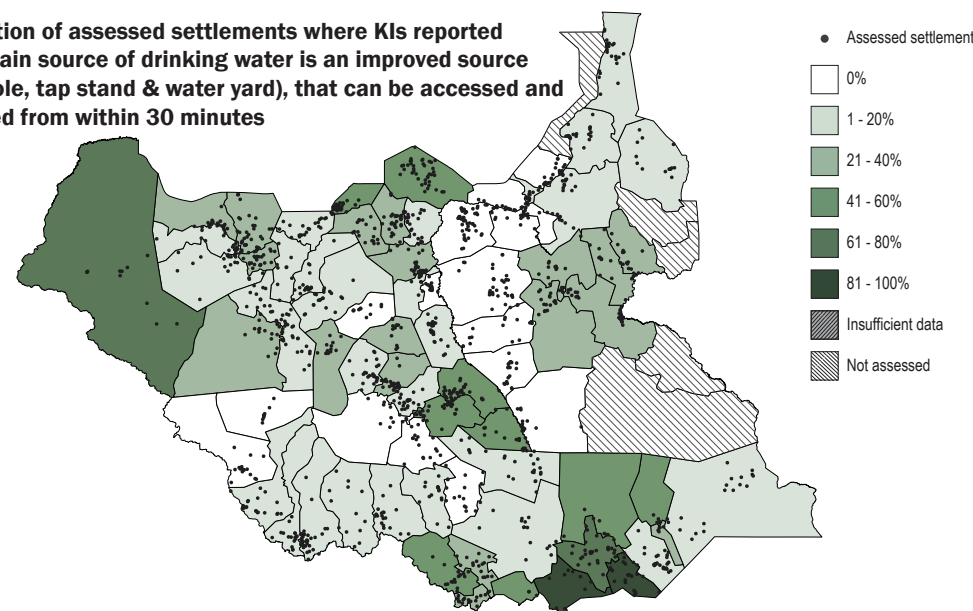 tion of assessed settlements where KIs reported
ain source of drinking water is an improved source
ole, tap stand & water yard), that can be accessed and
ed from within 30 minutes
Assessed settlement
0%
1 - 20%
21 - 40%
41 - 60%
61 - 80%
81 - 100%
Insufficient data
Not assessed